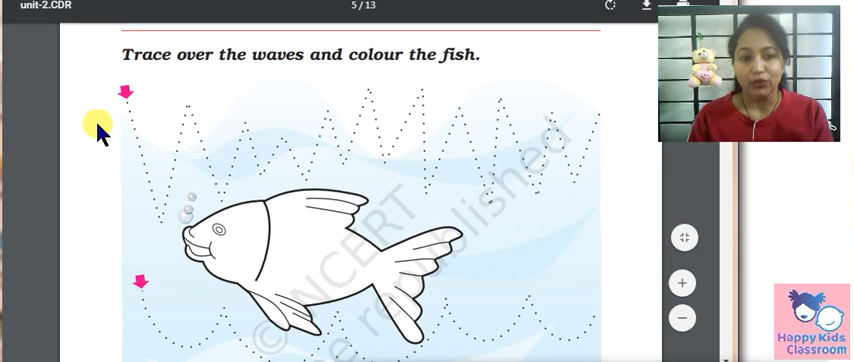 unit-2.CDR
5 / 13
Trace over the waves and colour the fish.
© NCERT
be republished
Happy Kids
Classroom